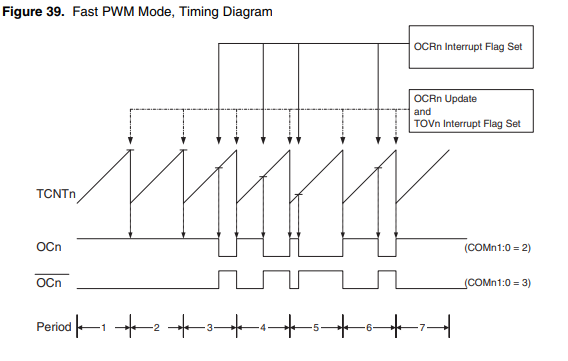 Figure 39. Fast PWM Mode, Timing Diagram
OCRn Interrupt Flag Set
OCRn Update
and
TOVn Interrupt Flag Set
TCNTn
OCn
(COMn1:0 = 2)
OCn
(COMn1:0 = 3)
Period 1 2 3 4 5 6 7